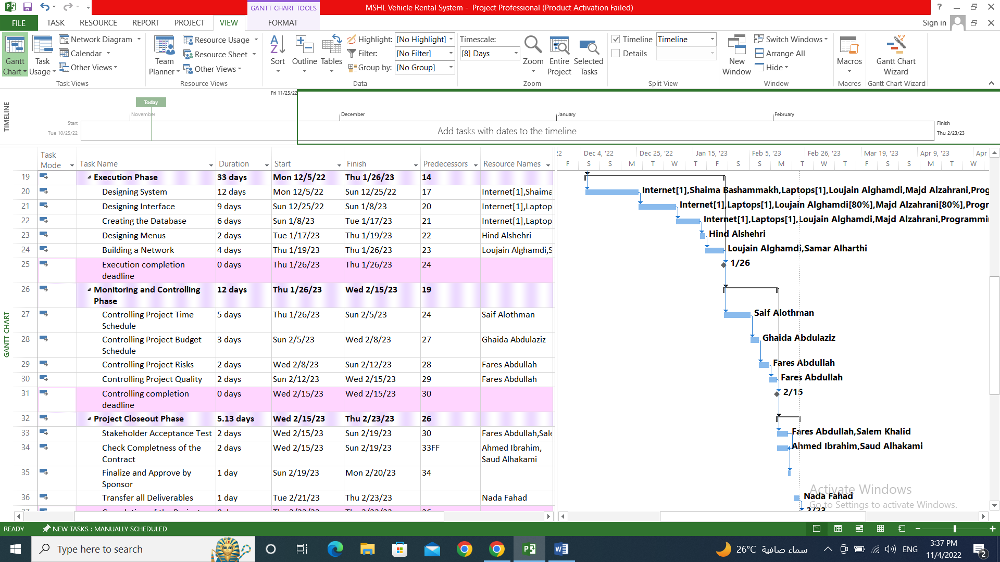 GANTT CHART TOOLS
MSHL Vehicle Rental System - Project Professional (Product Activation Failed)
FILE TASK RESOURCE REPORT PROJECT VIEW FORMAT Sign in
Gantt Chart
Task Usage
Network Diagram
Calendar
Other Views
Task Views
Team Planner
Resource Usage
Resource Sheet
Other Views
Resource Views
Sort
Outline
Tables
Highlight: [No Highlight]
Filter: [No Filter]
Group by: [No Group]
Data
Timescale:
[8] Days
Zoom
Entire Project
Selected Tasks
Zoom
Timeline Timeline
Details
Split View
New Window
Switch Windows
Arrange All
Hide
Window
Macros
Macros
Gantt Chart Wizard
Gantt Chart Wizard
TIMELINE
Fri 11/25/22
Today
November December January February
Start
Tue 10/25/22
Add tasks with dates to the timeline
Finish
Thu 2/23/23
GANTT CHART
Task Mode Task Name Duration Start Finish Predecessors Resource Names
22 Dec 4, '22 Dec 25, '22 Jan 15, '23 Feb 5, '23 Feb 26, '23 Mar 19, '23 Apr 9, '23 Apr
F S S M T W T F S S M T W T F S S M T W
19 Execution Phase 33 days Mon 12/5/22 Thu 1/26/23 14
20 Designing System 12 days Mon 12/5/22 Sun 12/25/22 17 Internet[1],Shaima
Internet[1],Shaima Bashammakh,Laptops[1],Loujain Alghamdi,Majd Alzahrani,Prog
21 Designing Interface 9 days Sun 12/25/22 Sun 1/8/23 20 Internet[1],Laptop
Internet[1],Laptops[1],Loujain Alghamdi[80%],Majd Alzahrani[80%],Progr
22 Creating the Database 6 days Sun 1/8/23 Tue 1/17/23 21 Internet[1],Laptop
Internet[1],Laptops[1],Loujain Alghamdi,Majd Alzahrani,Programmi
23 Designing Menus 2 days Tue 1/17/23 Thu 1/19/23 22 Hind Alshehri
Hind Alshehri
24 Building a Network 4 days Thu 1/19/23 Thu 1/26/23 23 Loujain Alghamdi,S
Loujain Alghamdi,Samar Alharthi
25 Execution completion deadline 0 days Thu 1/26/23 Thu 1/26/23 24
1/26
26 Monitoring and Controlling Phase 12 days Thu 1/26/23 Wed 2/15/23 19
27 Controlling Project Time Schedule 5 days Thu 1/26/23 Sun 2/5/23 24 Saif Alothman
Saif Alothman
28 Controlling Project Budget Schedule 3 days Sun 2/5/23 Wed 2/8/23 27 Ghaida Abdulaziz
Ghaida Abdulaziz
29 Controlling Project Risks 2 days Wed 2/8/23 Sun 2/12/23 28 Fares Abdullah
Fares Abdullah
30 Controlling Project Quality 2 days Sun 2/12/23 Wed 2/15/23 29 Fares Abdullah
Fares Abdullah
31 Controlling completion deadline 0 days Wed 2/15/23 Wed 2/15/23 30
2/15
32 Project Closeout Phase 5.13 days Wed 2/15/23 Thu 2/23/23 26
33 Stakeholder Acceptance Test 2 days Wed 2/15/23 Sun 2/19/23 30 Fares Abdullah,Sale
Fares Abdullah,Salem Khalid
34 Check Completness of the Contract 2 days Wed 2/15/23 Sun 2/19/23 33FF Ahmed Ibrahim, Saud Alhakami
Ahmed Ibrahim,Saud Alhakami
35 Finalize and Approve by Sponsor 1 day Sun 2/19/23 Mon 2/20/23 34
36 Transfer all Deliverables 1 day Tue 2/21/23 Thu 2/23/23 Nada Fahad
Nada Fahad
2/23
Activate Windows
Go to Settings to activate Windows.
READY NEW TASKS : MANUALLY SCHEDULED
Type here to search
26°C سماء صافية
ENG
3:37 PM
11/4/2022
2